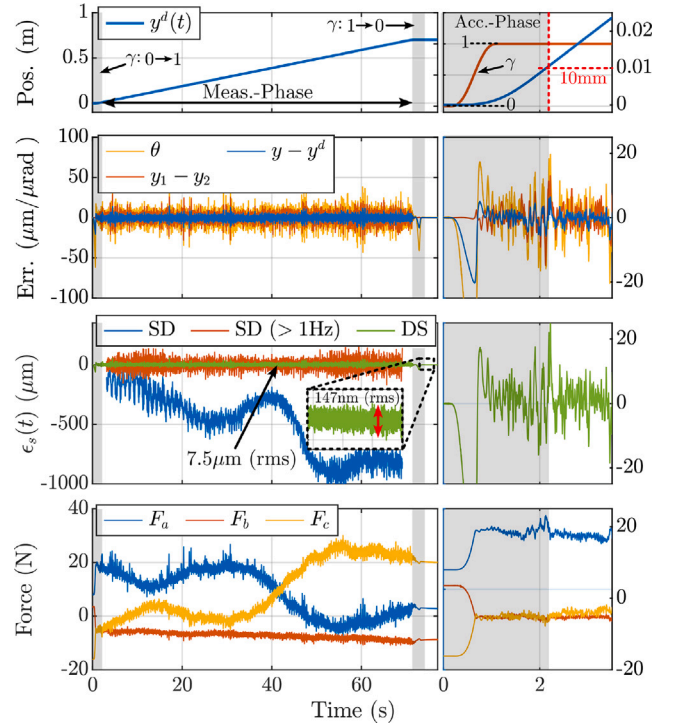 y^d(t)
γ: 1→0
γ: 0→1
Meas.-Phase
Pos. (m)
1
0.5
0
Acc.-Phase
1
γ
0
10mm
0.02
0.01
0
θ
y − y^d
y₁ − y₂
Err. (μm/μrad)
100
50
0
-50
-100
20
0
-20
SD
SD (> 1Hz)
DS
ϵₛ(t) (μm)
0
-500
-1000
147nm (rms)
7.5μm (rms)
20
0
-20
F_a
F_b
F_c
Force (N)
40
20
0
-20
20
0
-20
0
20
40
60
0
2
Time (s)